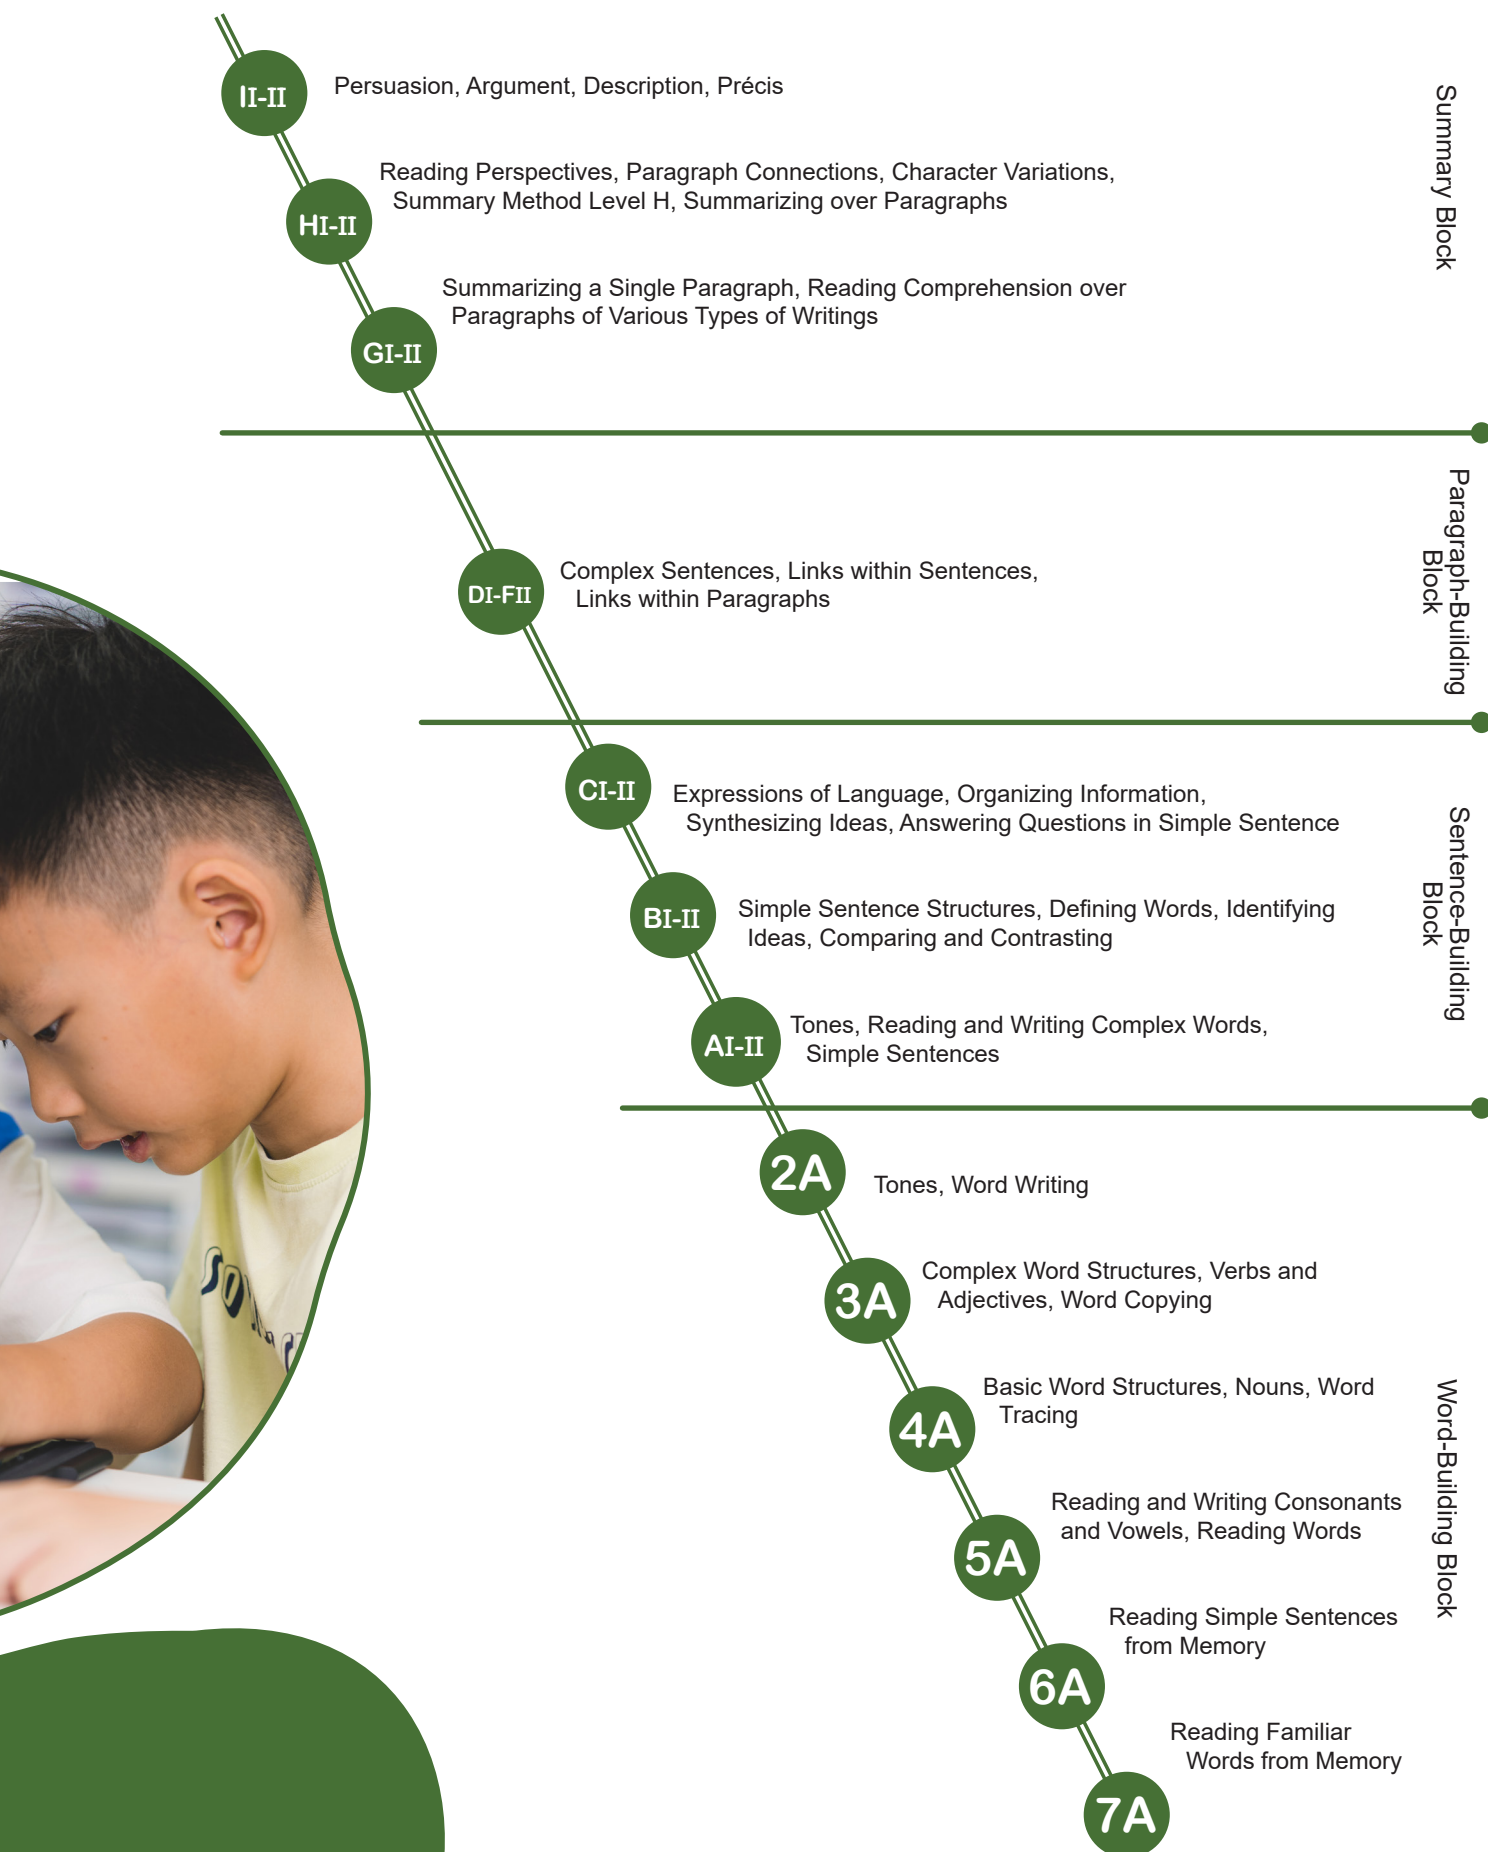 II-II
Persuasion, Argument, Description, Précis
HI-II
Reading Perspectives, Paragraph Connections, Character Variations,
Summary Method Level H, Summarizing over Paragraphs
GI-II
Summarizing a Single Paragraph, Reading Comprehension over
Paragraphs of Various Types of Writings
Summary Block
DI-FII
Complex Sentences, Links within Sentences,
Links within Paragraphs
Paragraph-Building
Block
CI-II
Expressions of Language, Organizing Information,
Synthesizing Ideas, Answering Questions in Simple Sentence
BI-II
Simple Sentence Structures, Defining Words, Identifying
Ideas, Comparing and Contrasting
AI-II
Tones, Reading and Writing Complex Words,
Simple Sentences
Sentence-Building
Block
2A
Tones, Word Writing
3A
Complex Word Structures, Verbs and
Adjectives, Word Copying
4A
Basic Word Structures, Nouns, Word
Tracing
5A
Reading and Writing Consonants
and Vowels, Reading Words
6A
Reading Simple Sentences
from Memory
7A
Reading Familiar
Words from Memory
Word-Building Block